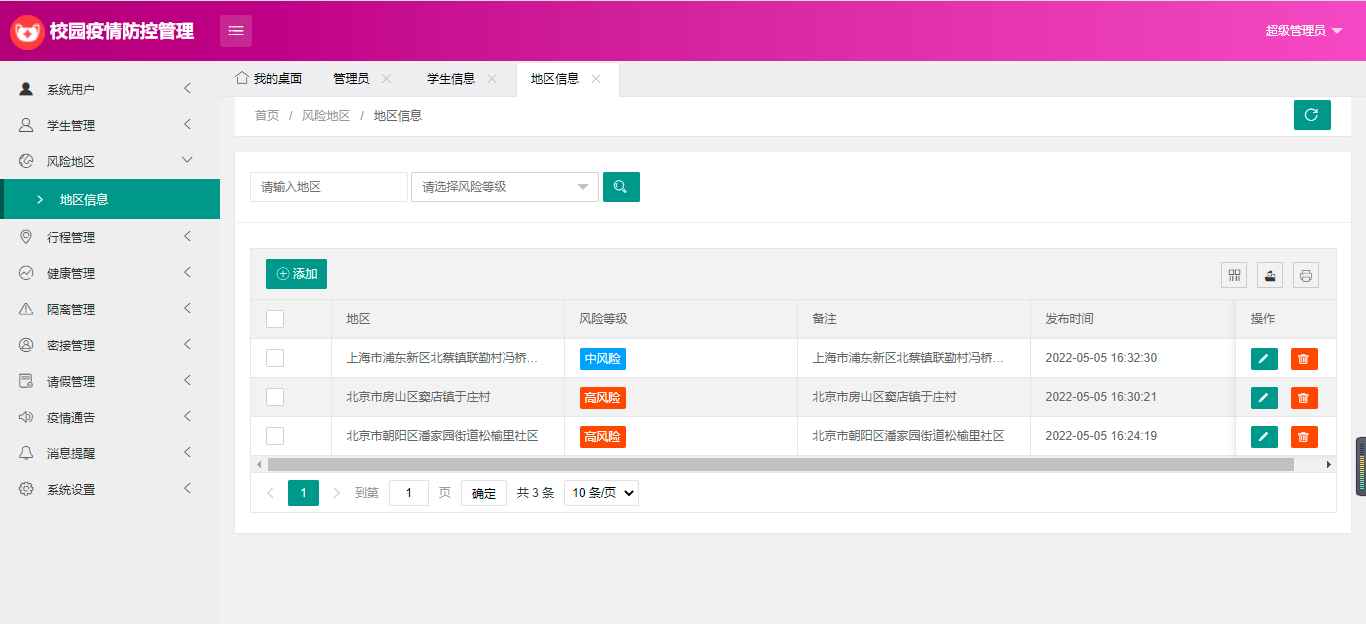 校园疫情防控管理
超级管理员
系统用户
学生管理
风险地区
地区信息
行程管理
健康管理
隔离管理
密接管理
请假管理
疫情通告
消息提醒
系统设置
我的桌面 管理员 学生信息 地区信息
首页 / 风险地区 / 地区信息
请输入地区 请选择风险等级
添加
地区 风险等级 备注 发布时间 操作
上海市浦东新区北蔡镇联勤村冯桥… 中风险 上海市浦东新区北蔡镇联勤村冯桥… 2022-05-05 16:32:30
北京市房山区窦店镇于庄村 高风险 北京市房山区窦店镇于庄村 2022-05-05 16:30:21
北京市朝阳区潘家园街道松榆里社区 高风险 北京市朝阳区潘家园街道松榆里社区 2022-05-05 16:24:19
1 到第 1 页 确定 共 3 条 10 条/页